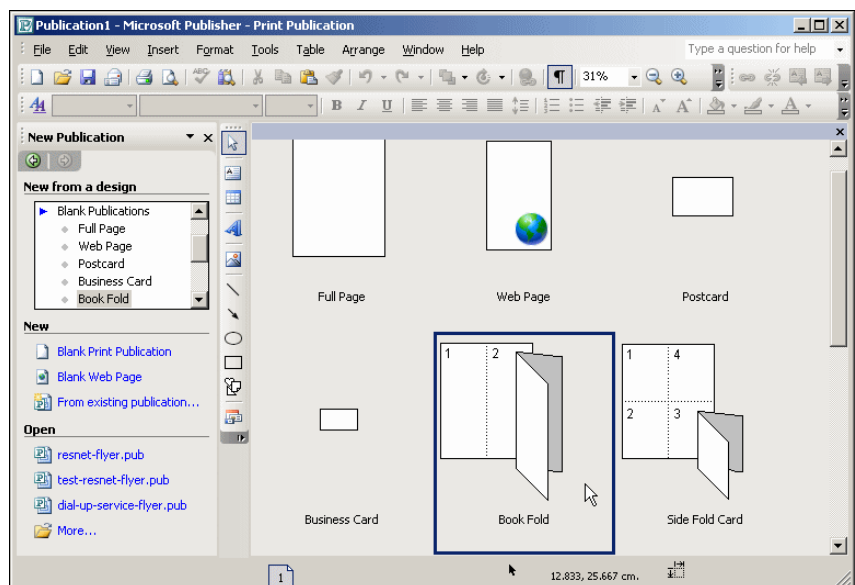 Publication1 - Microsoft Publisher - Print Publication
File Edit View Insert Format Tools Table Arrange Window Help Type a question for help
31%
B I U
New Publication
New from a design
Blank Publications
Full Page
Web Page
Postcard
Business Card
Book Fold
New
Blank Print Publication
Blank Web Page
From existing publication...
Open
resnet-flyer.pub
test-resnet-flyer.pub
dial-up-service-flyer.pub
More...
Full Page Web Page Postcard
1 2 1 4
2 3
Business Card Book Fold Side Fold Card
1 12.833, 25.667 cm.